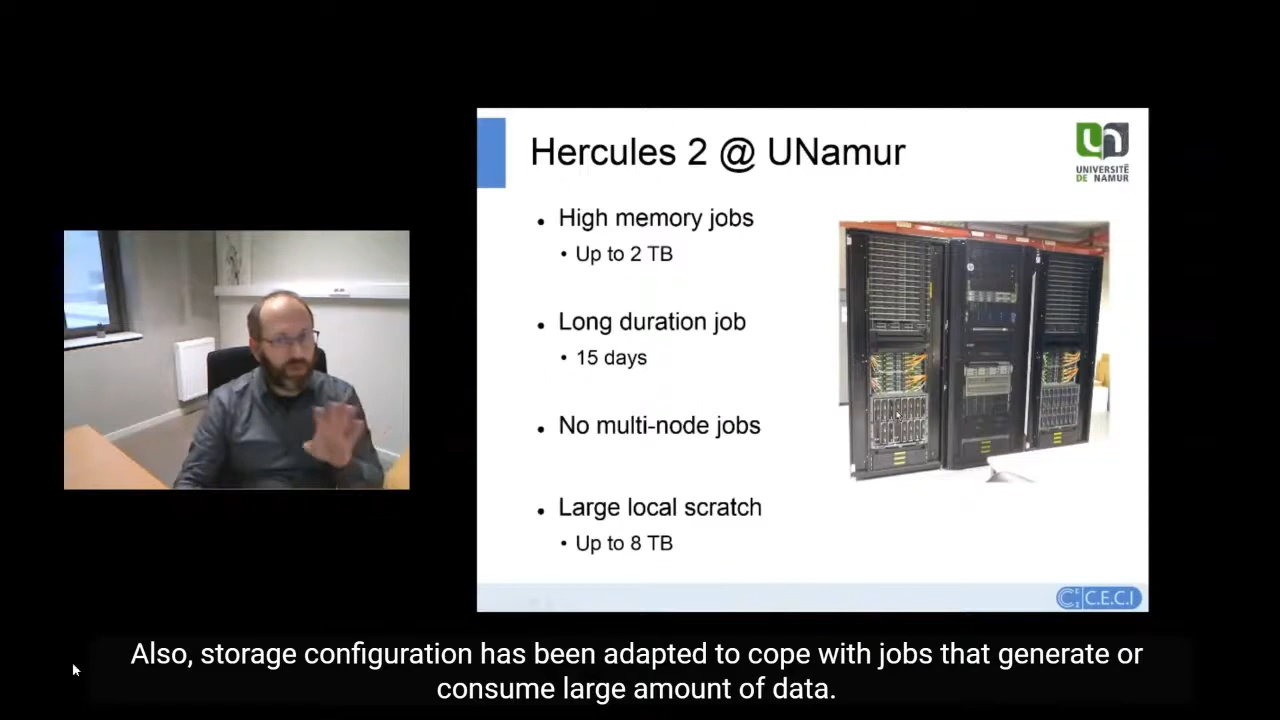 Hercules 2 @ UNamur
UNIVERSITÉ
DE NAMUR
• High memory jobs
• Up to 2 TB
• Long duration job
• 15 days
• No multi-node jobs
• Large local scratch
• Up to 8 TB
C.E.C.I
Also, storage configuration has been adapted to cope with jobs that generate or
consume large amount of data.